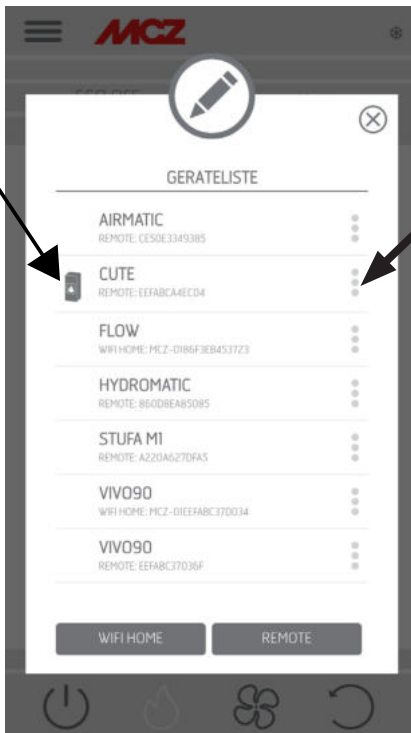 MCZ
GERATELISTE
AIRMATIC
REMOTE: CE50E3349385
CUTE
REMOTE: EEFABCA4EC04
FLOW
WIFI HOME: MCZ-0186F3EB453723
HYDROMATIC
REMOTE: 860D8EA85085
STUFA M1
REMOTE: A220A627DFA5
VIVO90
WIFI HOME: MCZ-01EEFABC37D034
VIVO90
REMOTE: EEFABC37036F
WIFI HOME REMOTE